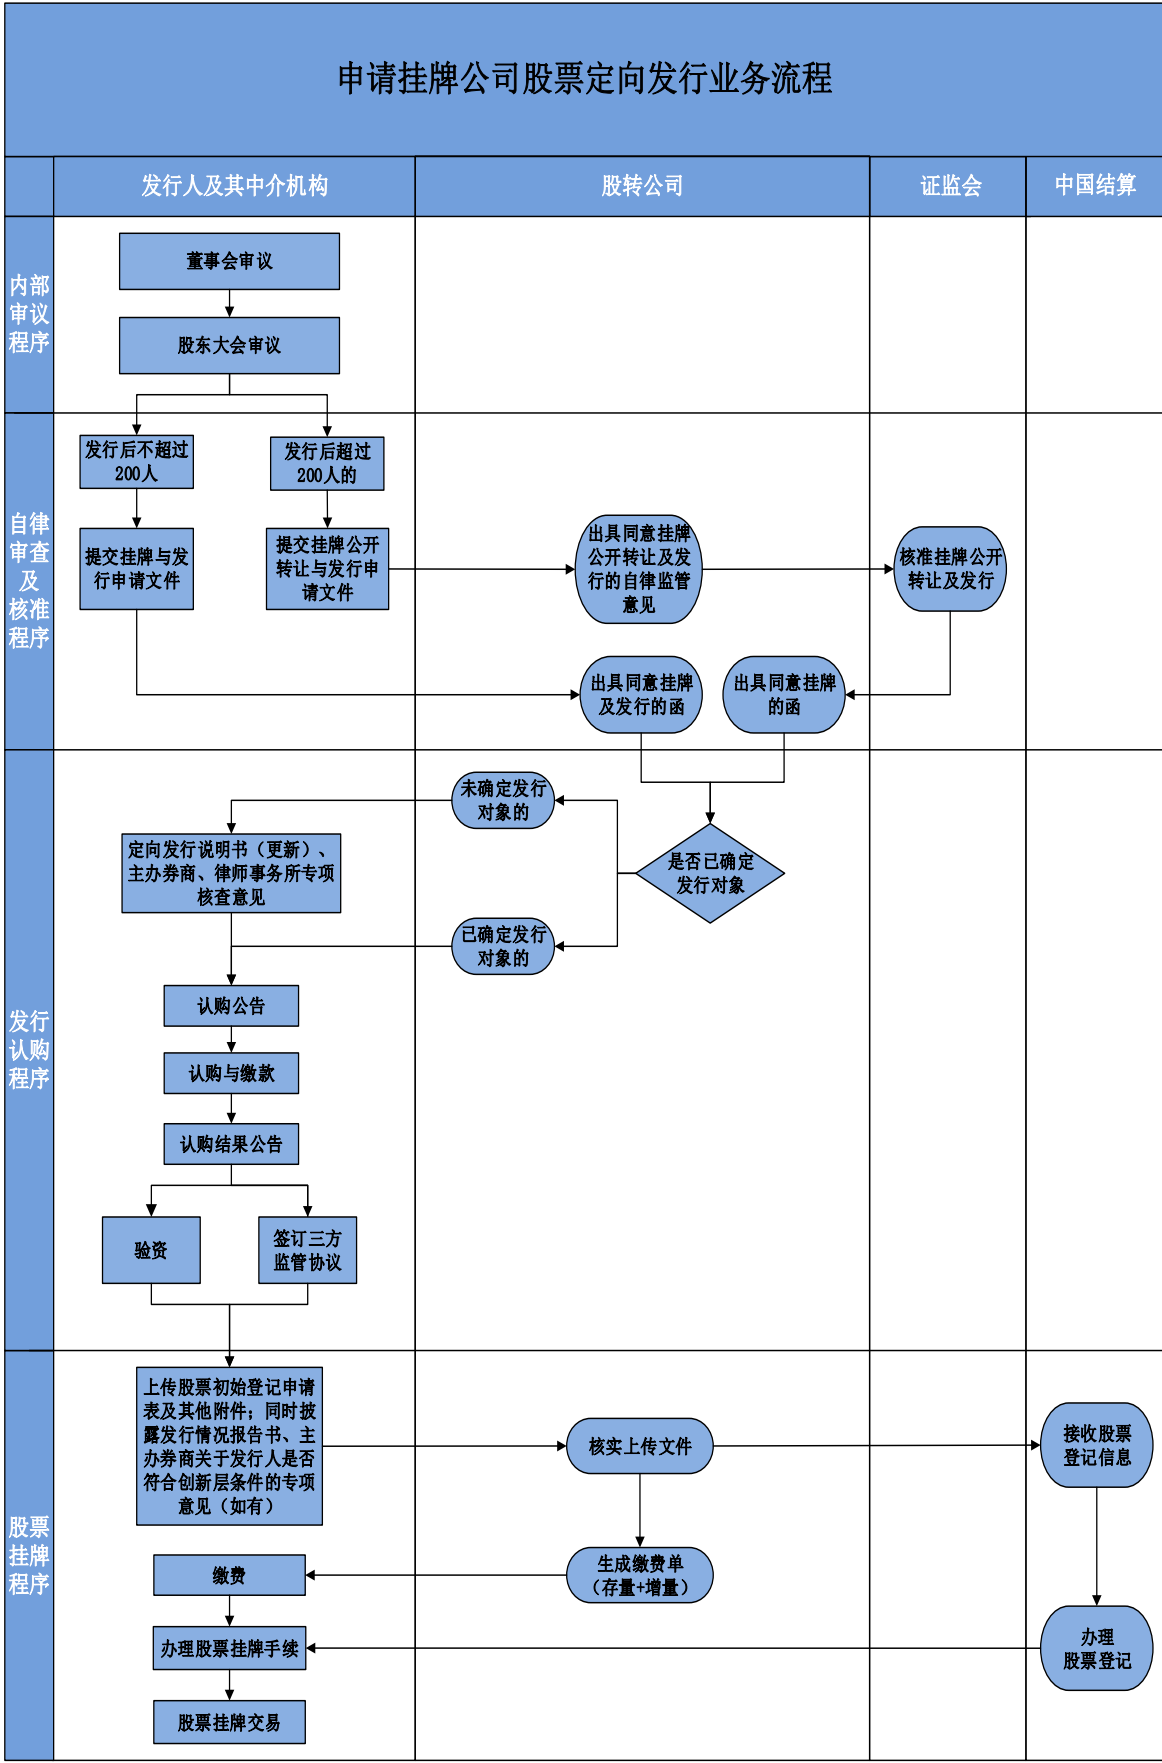 申请挂牌公司股票定向发行业务流程
发行人及其中介机构
股转公司
证监会
中国结算
内部
审议
程序
董事会审议
股东大会审议
自律
审查
及
核准
程序
发行后不超过
200人
发行后超过
200人的
提交挂牌与发
行申请文件
提交挂牌公开
转让与发行申
请文件
出具同意挂牌
公开转让及发
行的自律监管
意见
核准挂牌公开
转让及发行
出具同意挂牌
及发行的函
出具同意挂牌
的函
发行
认购
程序
未确定发行
对象的
是否已确定
发行对象
定向发行说明书（更新）、
主办券商、律师事务所专项
核查意见
已确定发行
对象的
认购公告
认购与缴款
认购结果公告
验资
签订三方
监管协议
股票
挂牌
程序
上传股票初始登记申请
表及其他附件；同时披
露发行情况报告书、主
办券商关于发行人是否
符合创新层条件的专项
意见（如有）
核实上传文件
接收股票
登记信息
生成缴费单
（存量+增量）
缴费
办理股票挂牌手续
办理
股票登记
股票挂牌交易